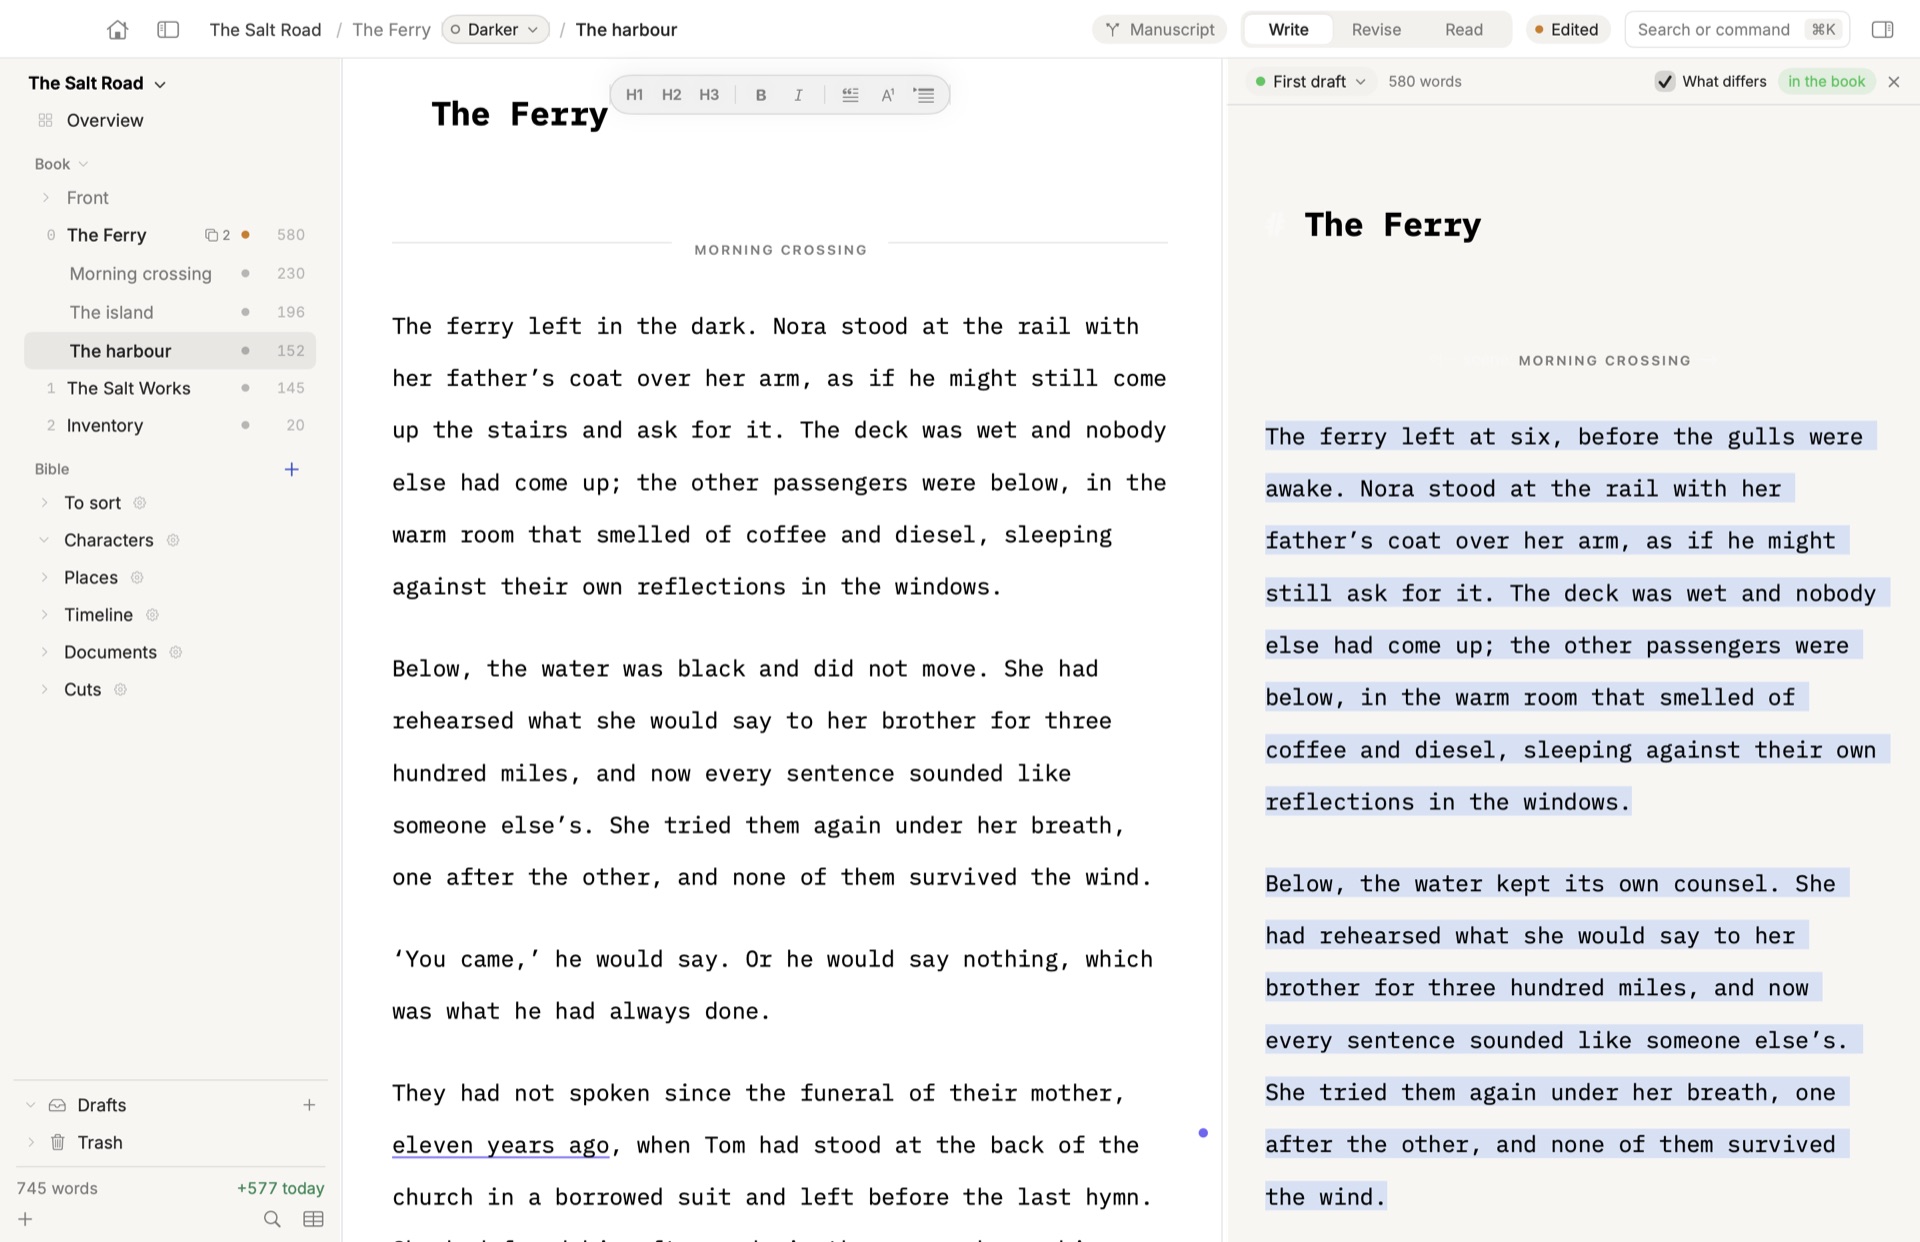 The Salt Road / The Ferry Darker / The harbour
Manuscript Write Revise Read Edited Search or command ⌘K
The Salt Road
Overview
Book
Front
0 The Ferry 2 580
Morning crossing 230
The island 196
The harbour 152
1 The Salt Works 145
2 Inventory 20
Bible
To sort
Characters
Places
Timeline
Documents
Cuts
Drafts
Trash
745 words +577 today
H1 H2 H3 B I A¹
The Ferry
MORNING CROSSING
The ferry left in the dark. Nora stood at the rail with
her father’s coat over her arm, as if he might still come
up the stairs and ask for it. The deck was wet and nobody
else had come up; the other passengers were below, in the
warm room that smelled of coffee and diesel, sleeping
against their own reflections in the windows.
Below, the water was black and did not move. She had
rehearsed what she would say to her brother for three
hundred miles, and now every sentence sounded like
someone else’s. She tried them again under her breath,
one after the other, and none of them survived the wind.
‘You came,’ he would say. Or he would say nothing, which
was what he had always done.
They had not spoken since the funeral of their mother,
eleven years ago, when Tom had stood at the back of the
church in a borrowed suit and left before the last hymn.
First draft 580 words What differs in the book
# The Ferry
MORNING CROSSING
The ferry left at six, before the gulls were
awake. Nora stood at the rail with her
father’s coat over her arm, as if he might
still ask for it. The deck was wet and nobody
else had come up; the other passengers were
below, in the warm room that smelled of
coffee and diesel, sleeping against their own
reflections in the windows.
Below, the water kept its own counsel. She
had rehearsed what she would say to her
brother for three hundred miles, and now
every sentence sounded like someone else’s.
She tried them again under her breath, one
after the other, and none of them survived
the wind.